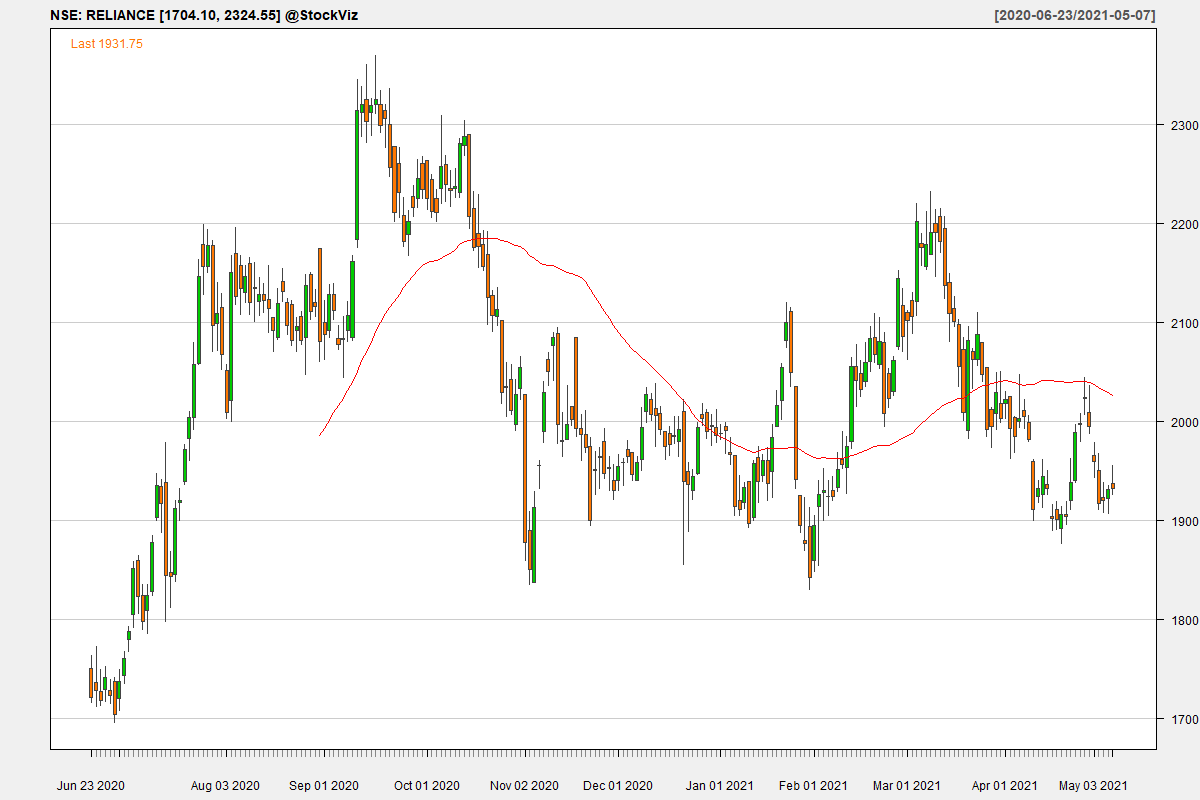 NSE: RELIANCE [1704.10, 2324.55] @StockViz
[2020-06-23/2021-05-07]
Last 1931.75
2300
2200
2100
2000
1900
1800
1700
Jun 23 2020 Aug 03 2020 Sep 01 2020 Oct 01 2020 Nov 02 2020 Dec 01 2020 Jan 01 2021 Feb 01 2021 Mar 01 2021 Apr 01 2021 May 03 2021